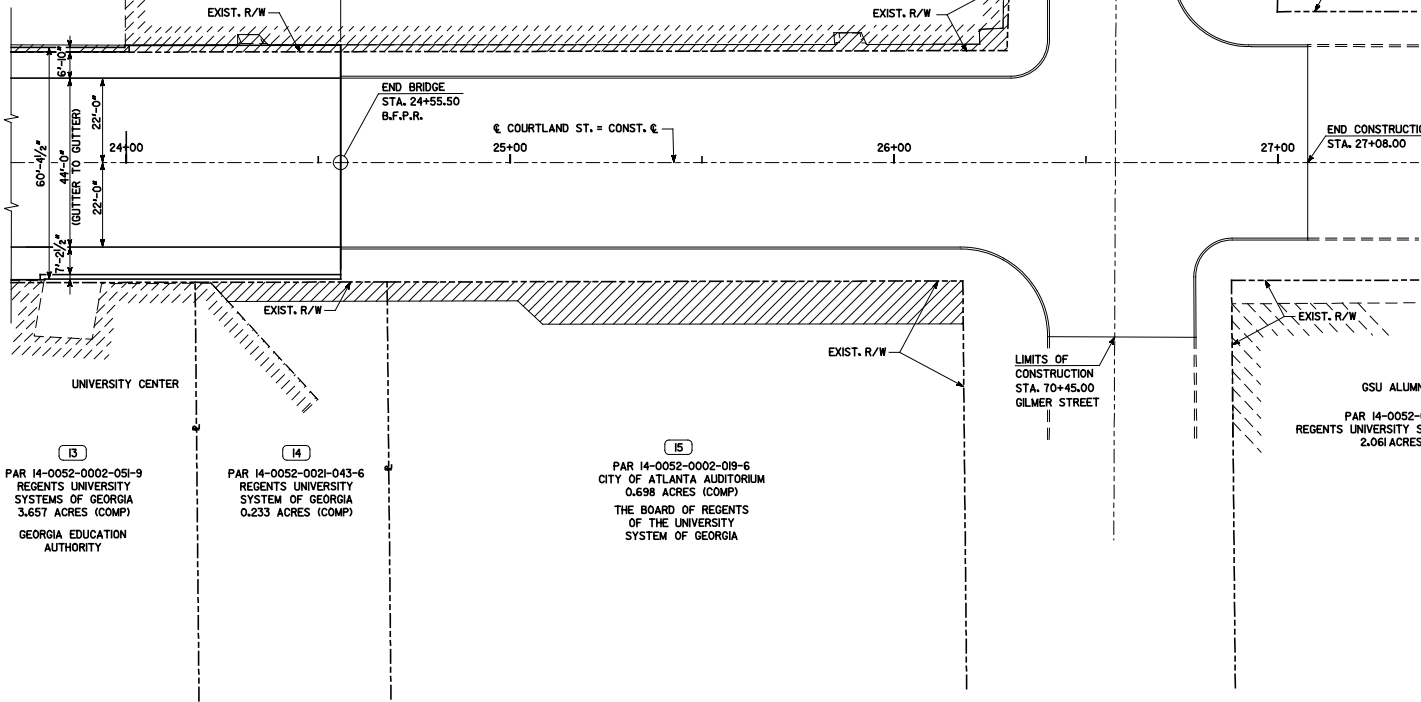 EXIST. R/W
EXIST. R/W
6'-10"
END BRIDGE
STA. 24+55.50
B.F.P.R.
22'-0"
22'-0"
44'-0"
(GUTTER TO GUTTER)
60'-4½"
7'-2½"
24+00
℄ COURTLAND ST. = CONST. ℄
25+00
26+00
27+00
END CONSTRUCTIO
STA. 27+08.00
EXIST. R/W
EXIST. R/W
EXIST. R/W
LIMITS OF
CONSTRUCTION
STA. 70+45.00
GILMER STREET
UNIVERSITY CENTER
13
PAR 14-0052-0002-051-9
REGENTS UNIVERSITY
SYSTEMS OF GEORGIA
3.657 ACRES (COMP)
GEORGIA EDUCATION
AUTHORITY
14
PAR 14-0052-0021-043-6
REGENTS UNIVERSITY
SYSTEM OF GEORGIA
0.233 ACRES (COMP)
15
PAR 14-0052-0002-019-6
CITY OF ATLANTA AUDITORIUM
0.698 ACRES (COMP)
THE BOARD OF REGENTS
OF THE UNIVERSITY
SYSTEM OF GEORGIA
GSU ALUMN
PAR 14-0052-
REGENTS UNIVERSITY S
2.061 ACRES